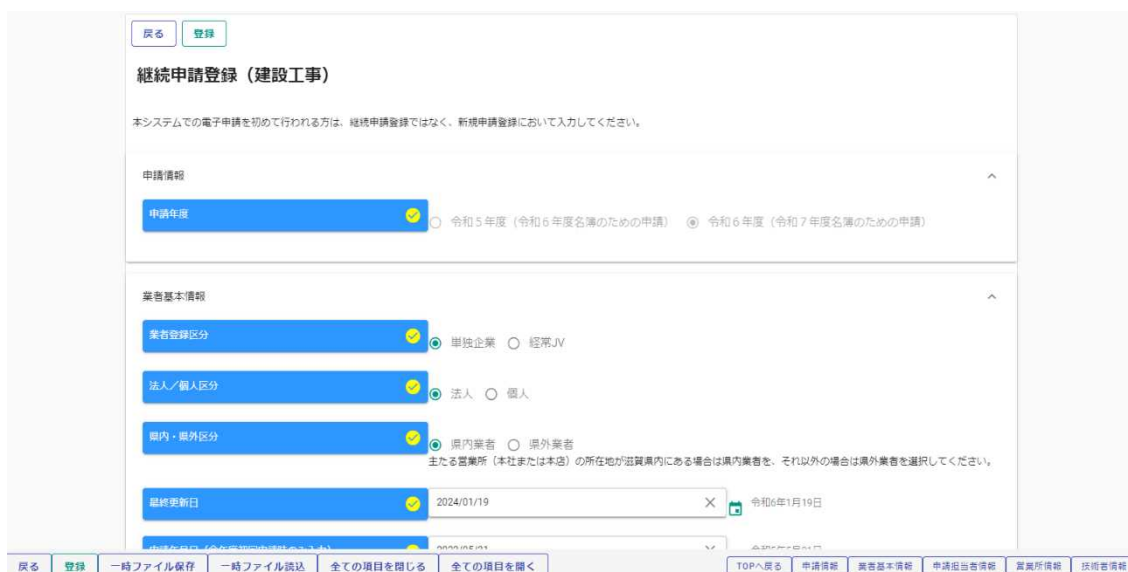 戻る 登録
継続申請登録（建設工事）
本システムでの電子申請を初めて行われる方は、継続申請登録ではなく、新規申請登録において入力してください。
申請情報
申請年度 令和５年度（令和６年度名簿のための申請） 令和６年度（令和７年度名簿のための申請）
業者基本情報
業者登録区分 単独企業 経常JV
法人／個人区分 法人 個人
県内・県外区分 県内業者 県外業者
主たる営業所（本社または本店）の所在地が滋賀県内にある場合は県内業者を、それ以外の場合は県外業者を選択してください。
最終更新日 2024/01/19 令和6年1月19日
戻る 登録 一時ファイル保存 一時ファイル読込 全ての項目を閉じる 全ての項目を開く TOPへ戻る 申請情報 業者基本情報 申請担当者情報 営業所情報 技術者情報